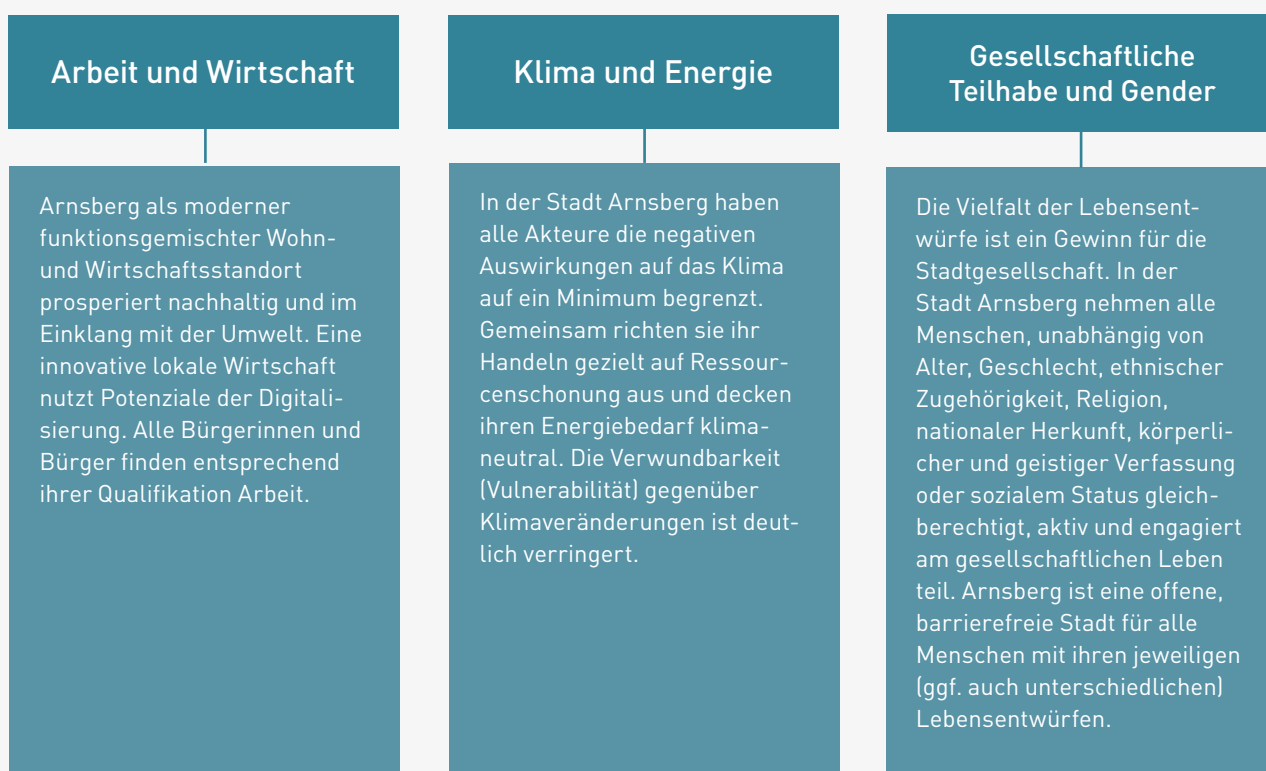 Arbeit und Wirtschaft
Arnsberg als moderner
funktionsgemischter Wohn-
und Wirtschaftsstandort
prosperiert nachhaltig und im
Einklang mit der Umwelt. Eine
innovative lokale Wirtschaft
nutzt Potenziale der Digitali-
sierung. Alle Bürgerinnen und
Bürger finden entsprechend
ihrer Qualifikation Arbeit.
Klima und Energie
In der Stadt Arnsberg haben
alle Akteure die negativen
Auswirkungen auf das Klima
auf ein Minimum begrenzt.
Gemeinsam richten sie ihr
Handeln gezielt auf Ressour-
censchonung aus und decken
ihren Energiebedarf klima-
neutral. Die Verwundbarkeit
(Vulnerabilität) gegenüber
Klimaveränderungen ist deut-
lich verringert.
Gesellschaftliche
Teilhabe und Gender
Die Vielfalt der Lebensent-
würfe ist ein Gewinn für die
Stadtgesellschaft. In der
Stadt Arnsberg nehmen alle
Menschen, unabhängig von
Alter, Geschlecht, ethnischer
Zugehörigkeit, Religion,
nationaler Herkunft, körperli-
cher und geistiger Verfassung
oder sozialem Status gleich-
berechtigt, aktiv und engagiert
am gesellschaftlichen Leben
teil. Arnsberg ist eine offene,
barrierefreie Stadt für alle
Menschen mit ihren jeweiligen
(ggf. auch unterschiedlichen)
Lebensentwürfen.